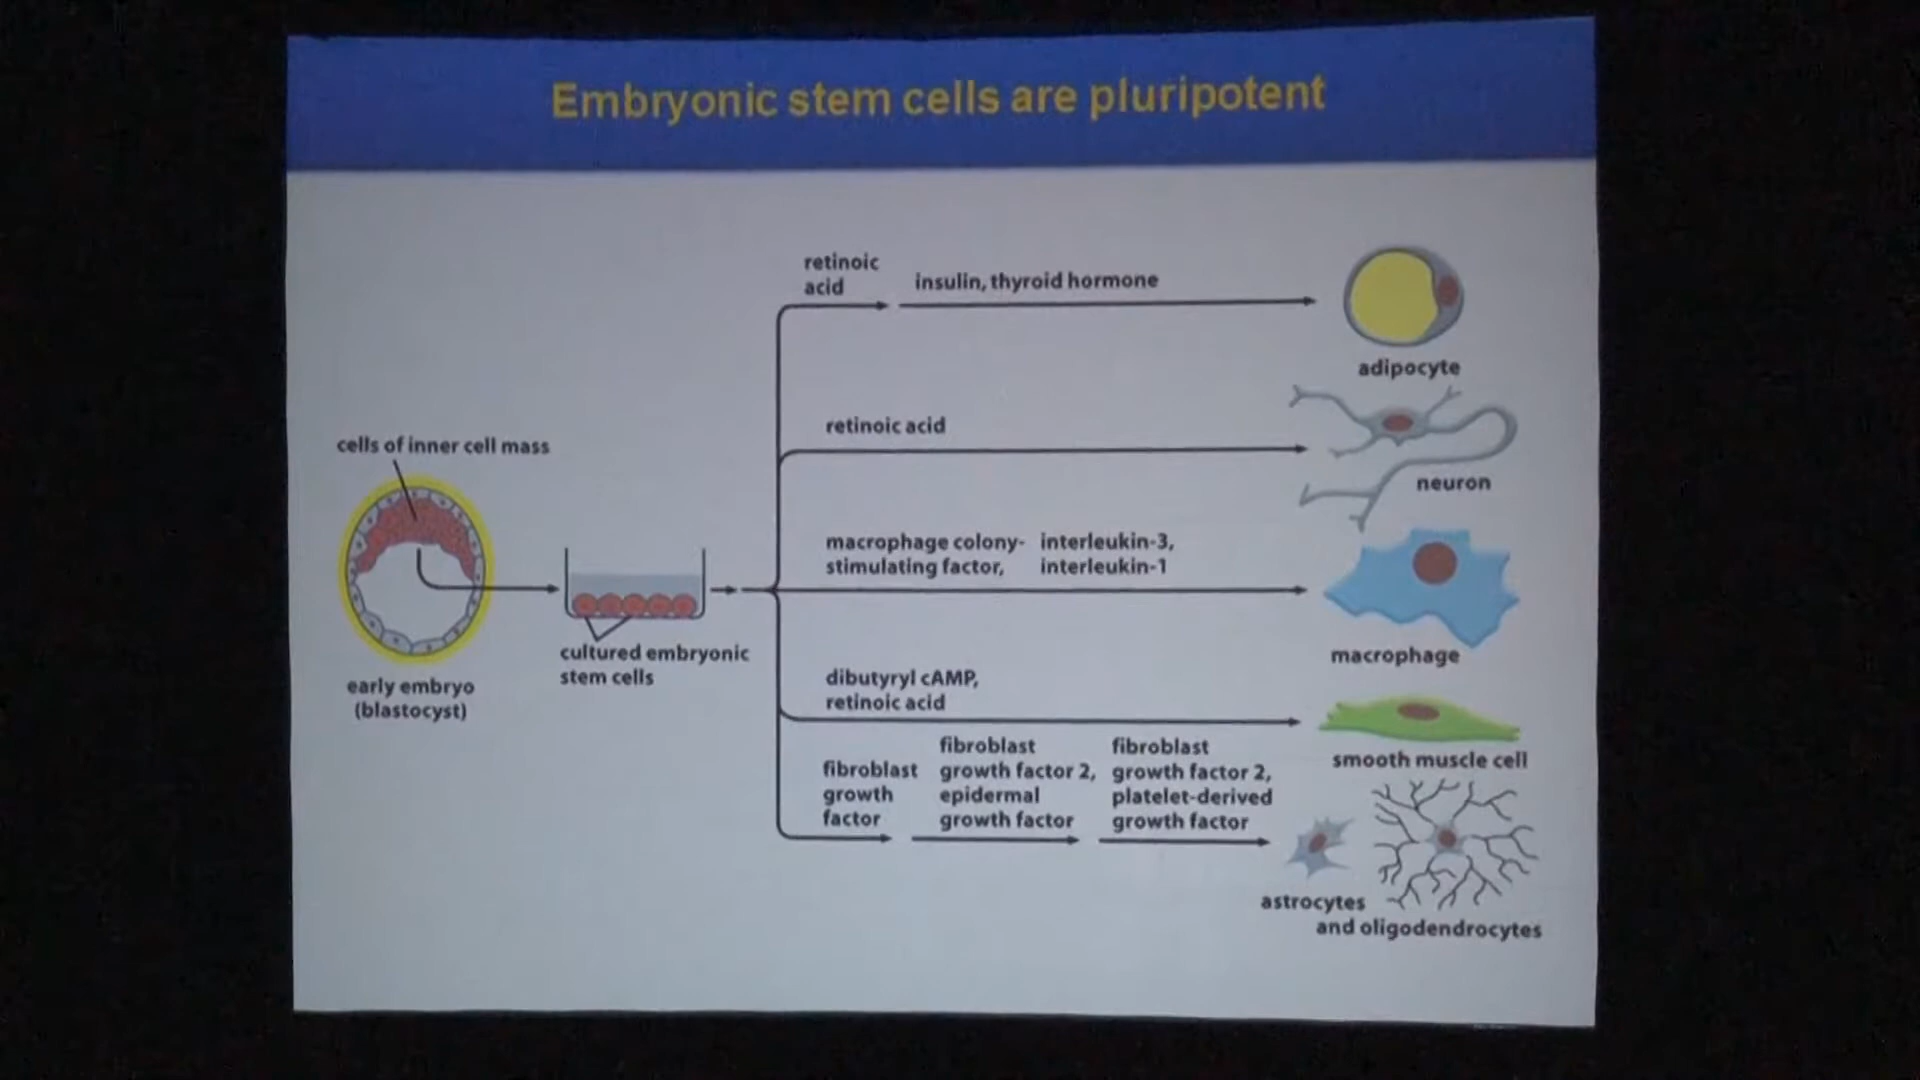 Embryonic stem cells are pluripotent
retinoic
acid
insulin, thyroid hormone
adipocyte
retinoic acid
neuron
cells of inner cell mass
macrophage colony-
stimulating factor,
interleukin-3,
interleukin-1
macrophage
cultured embryonic
stem cells
early embryo
(blastocyst)
dibutyryl cAMP,
retinoic acid
smooth muscle cell
fibroblast
growth
factor
fibroblast
growth factor 2,
epidermal
growth factor
fibroblast
growth factor 2,
platelet-derived
growth factor
astrocytes
and oligodendrocytes